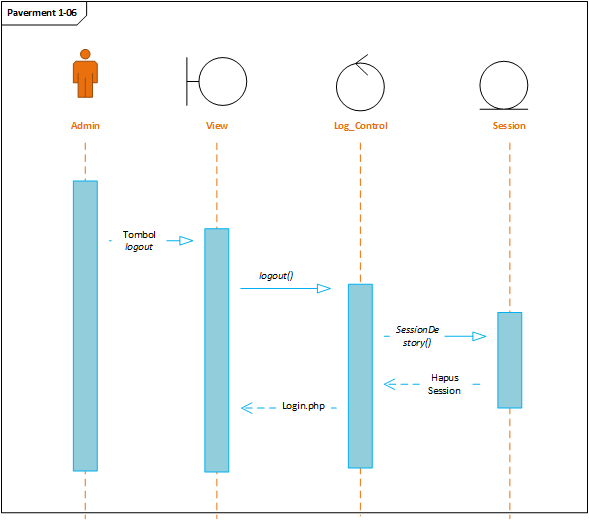 Paverment 1-06
Admin
View
Log_Control
Session
Tombol
logout
logout()
SessionDe
story()
Hapus
Session
Login.php